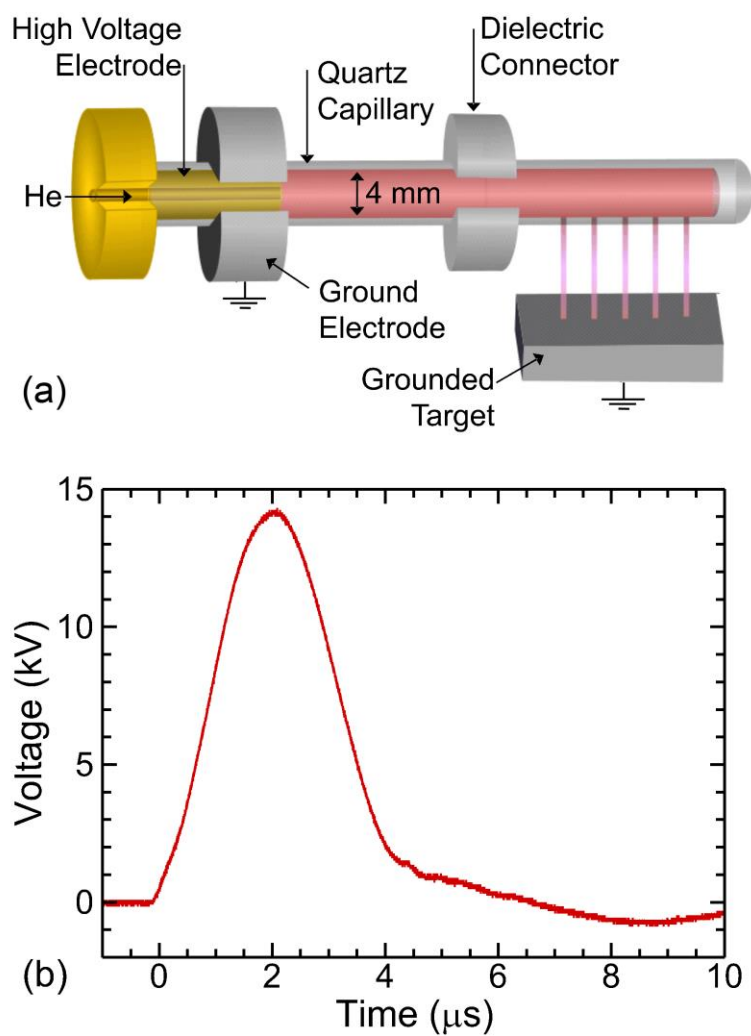 High Voltage
Electrode
Quartz
Capillary
Dielectric
Connector
He
4 mm
Ground
Electrode
Grounded
Target
(a)
15
10
5
0
Voltage (kV)
0 2 4 6 8 10
Time (μs)
(b)